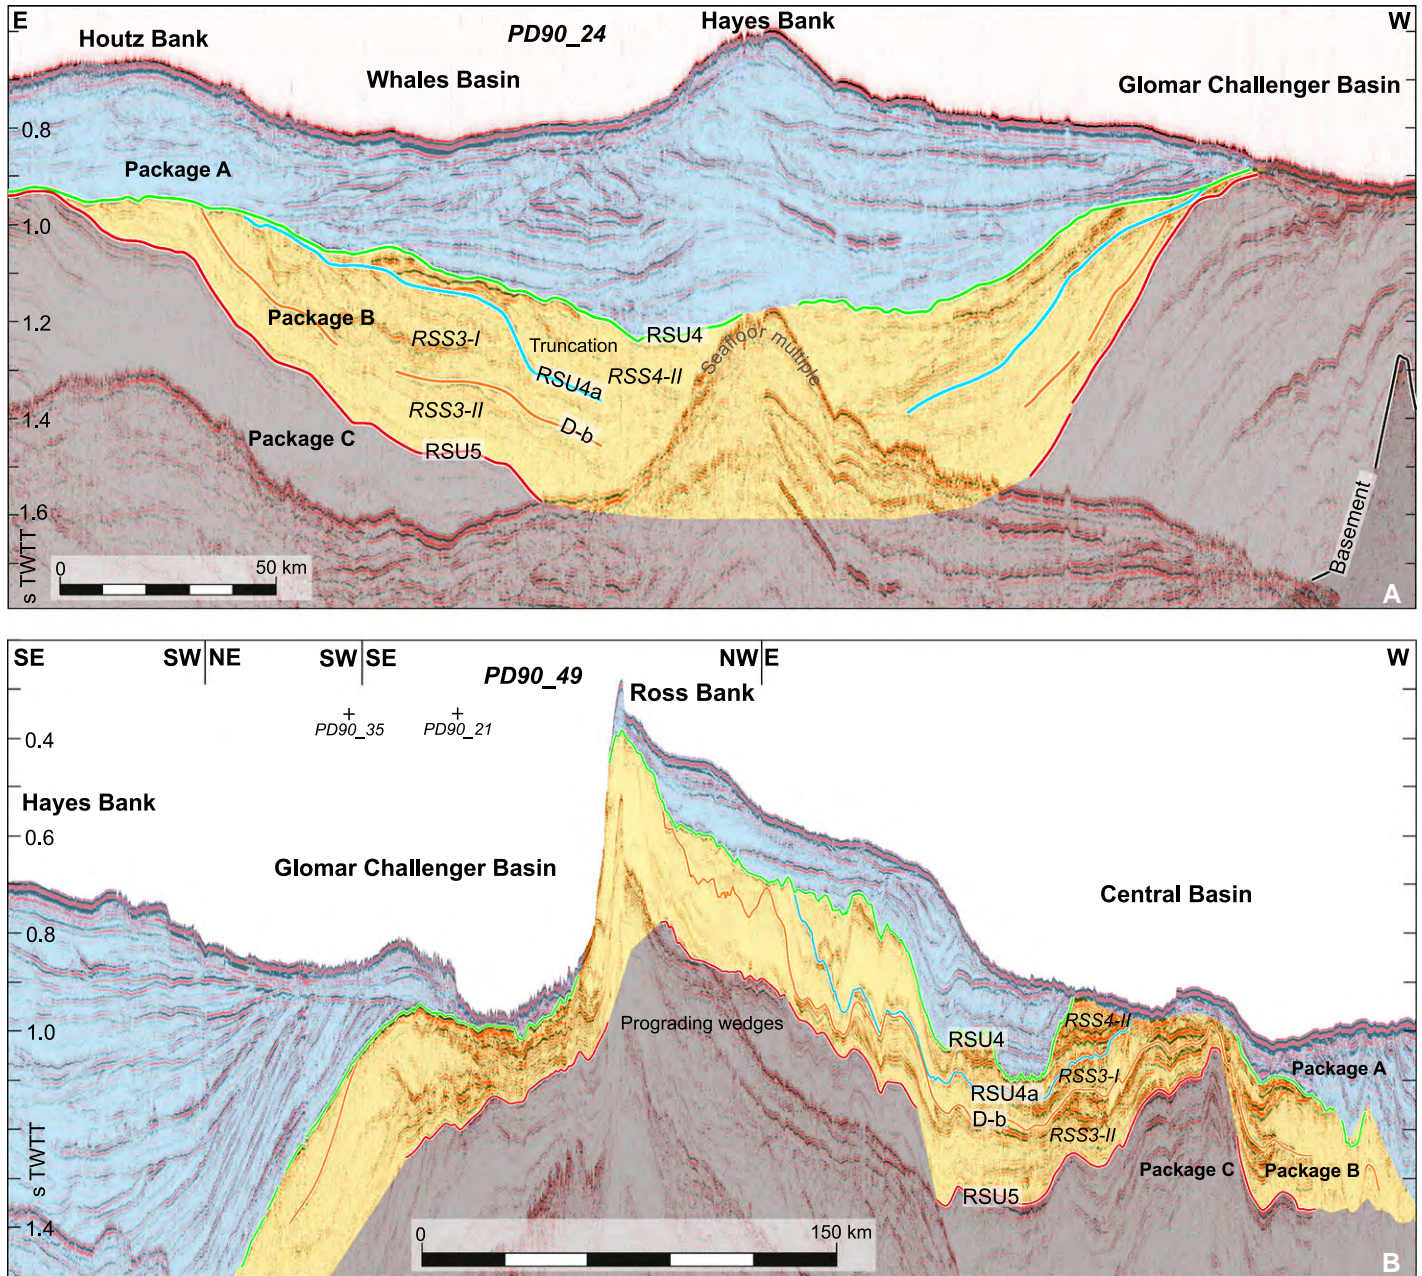 E
PD90_24
Hayes Bank
W
Houtz Bank
Whales Basin
Glomar Challenger Basin
0.8
Package A
1.0
1.2
Package B
RSS3-I
Truncation
RSU4
Seafloor multiple
RSU4a
RSS4-II
1.4
RSS3-II
D-b
Package C
RSU5
1.6
Basement
s TWTT
0
50 km
A
SE
SW
NE
SW
SE
PD90_49
NW
E
W
Ross Bank
PD90_35
PD90_21
0.4
Hayes Bank
0.6
Glomar Challenger Basin
Central Basin
0.8
1.0
Prograding wedges
RSU4
RSS4-II
RSS3-I
RSU4a
D-b
RSS3-II
Package A
Package C
Package B
RSU5
s TWTT
1.4
0
150 km
B